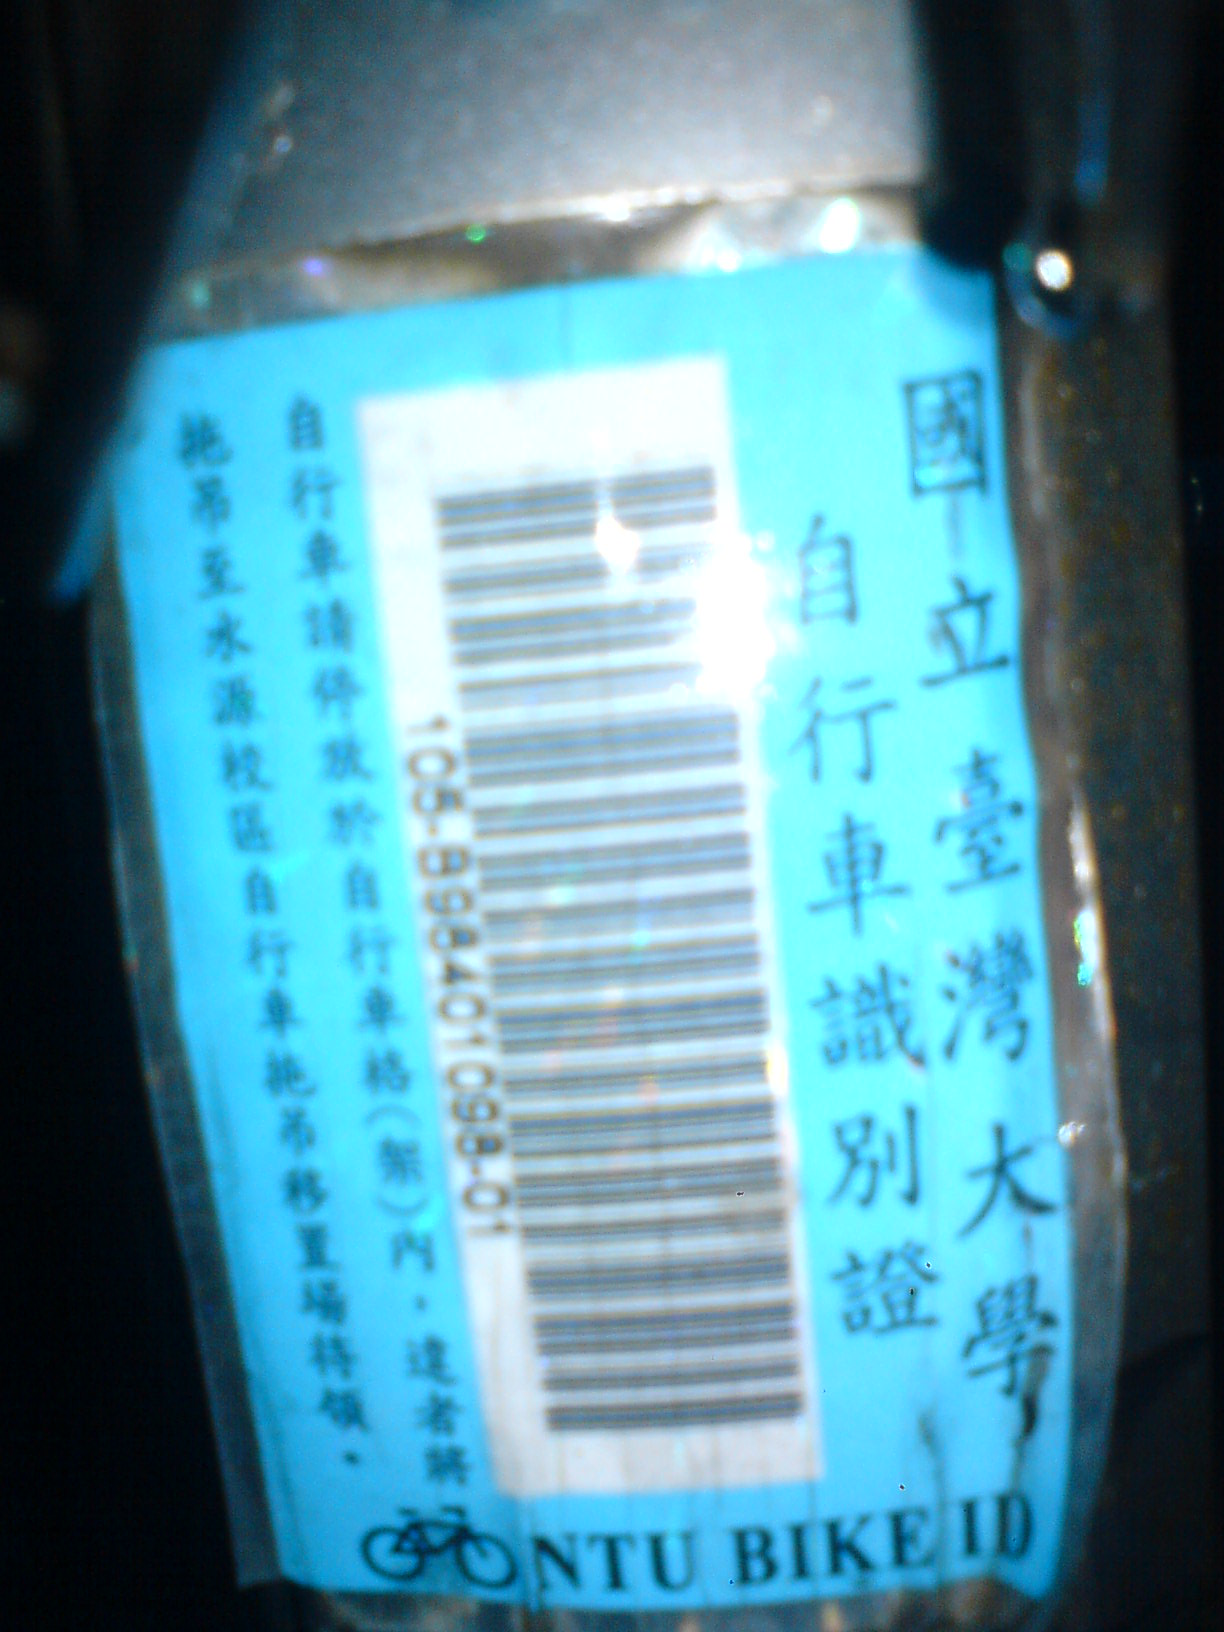 國立臺灣大學
自行車識別證
105-B98401098-01
自行車請停放於自行車格(架)內，違者將
拖吊至水源校區自行車拖吊移置場待領。
NTU BIKE ID